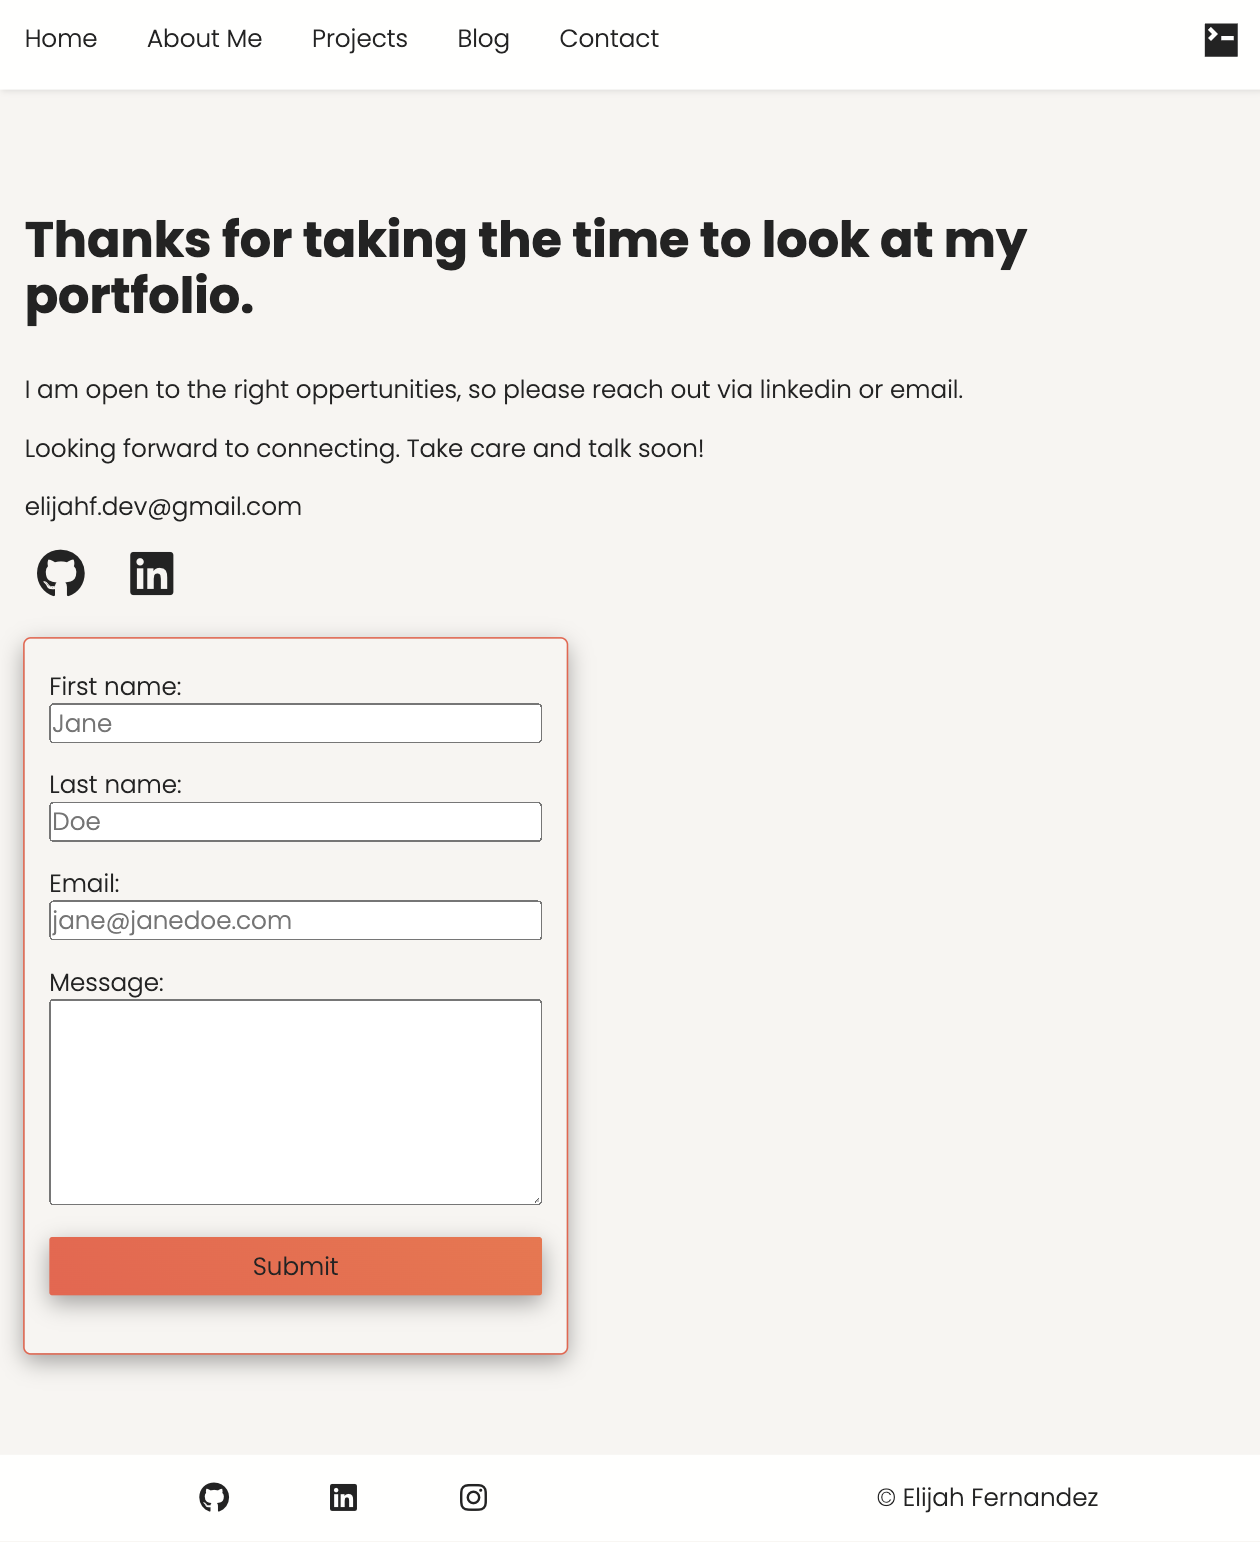 Home About Me Projects Blog Contact
Thanks for taking the time to look at my
portfolio.
I am open to the right oppertunities, so please reach out via linkedin or email.
Looking forward to connecting. Take care and talk soon!
elijahf.dev@gmail.com
First name:
Jane
Last name:
Doe
Email:
jane@janedoe.com
Message:
Submit
© Elijah Fernandez